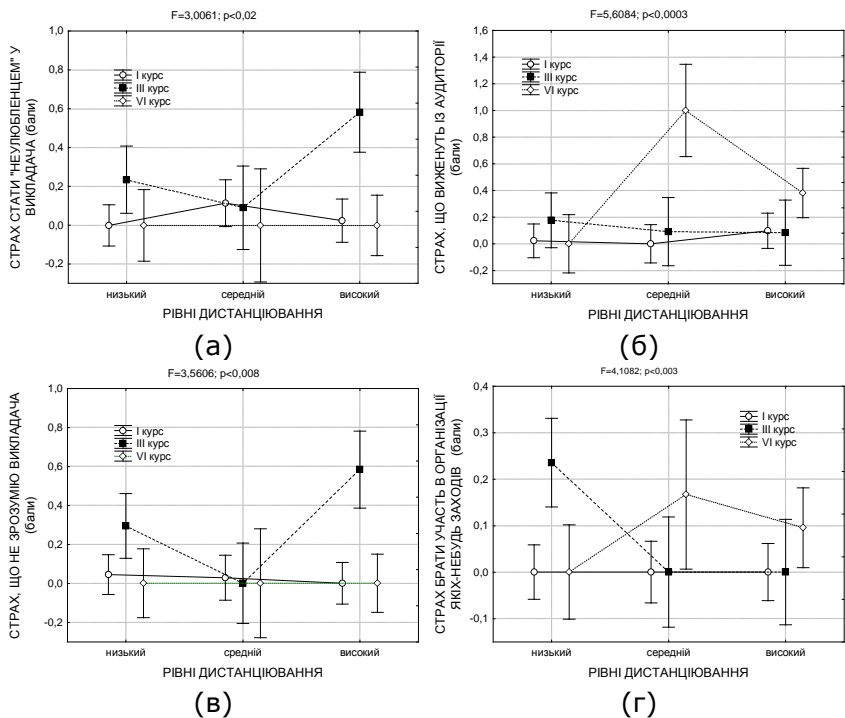 F=3,0061; p<0,02
СТРАХ СТАТИ "НЕУЛЮБЛЕНЦЕМ" У
ВИКЛАДАЧА (бали)
1,0
0,8
0,6
0,4
0,2
0,0
-0,2
I курс
III курс
VI курс
низький
середній
високий
РІВНІ ДИСТАНЦІЮВАННЯ
(а)
F=5,6084; p<0,0003
СТРАХ, ЩО ВИЖЕНУТЬ ІЗ АУДИТОРІЇ
(бали)
1,6
1,4
1,2
1,0
0,8
0,6
0,4
0,2
0,0
-0,2
I курс
III курс
VI курс
низький
середній
високий
РІВНІ ДИСТАНЦІЮВАННЯ
(б)
F=3,5606; p<0,008
СТРАХ, ЩО НЕ ЗРОЗУМІЮ ВИКЛАДАЧА
(бали)
1,0
0,8
0,6
0,4
0,2
0,0
-0,2
I курс
III курс
VI курс
низький
средній
високий
РІВНІ ДИСТАНЦІЮВАННЯ
(в)
F=4,1082; p<0,003
СТРАХ БРАТИ УЧАСТЬ В ОРГАНІЗАЦІЇ
ЯКІХ-НЕБУДЬ ЗАХОДІВ (бали)
0,4
0,3
0,2
0,1
0,0
-0,1
I курс
III курс
VI курс
низький
середній
високий
РІВНІ ДИСТАНЦІЮВАННЯ
(г)